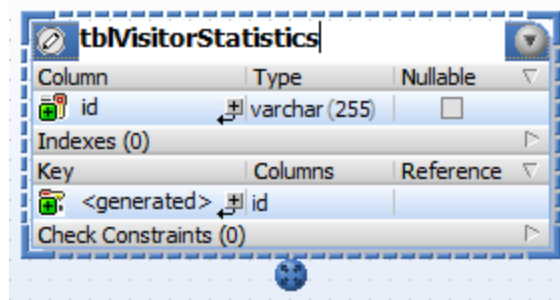 tblVisitorStatistics
Column Type Nullable
id varchar (255)
Indexes (0)
Key Columns Reference
<generated> id
Check Constraints (0)